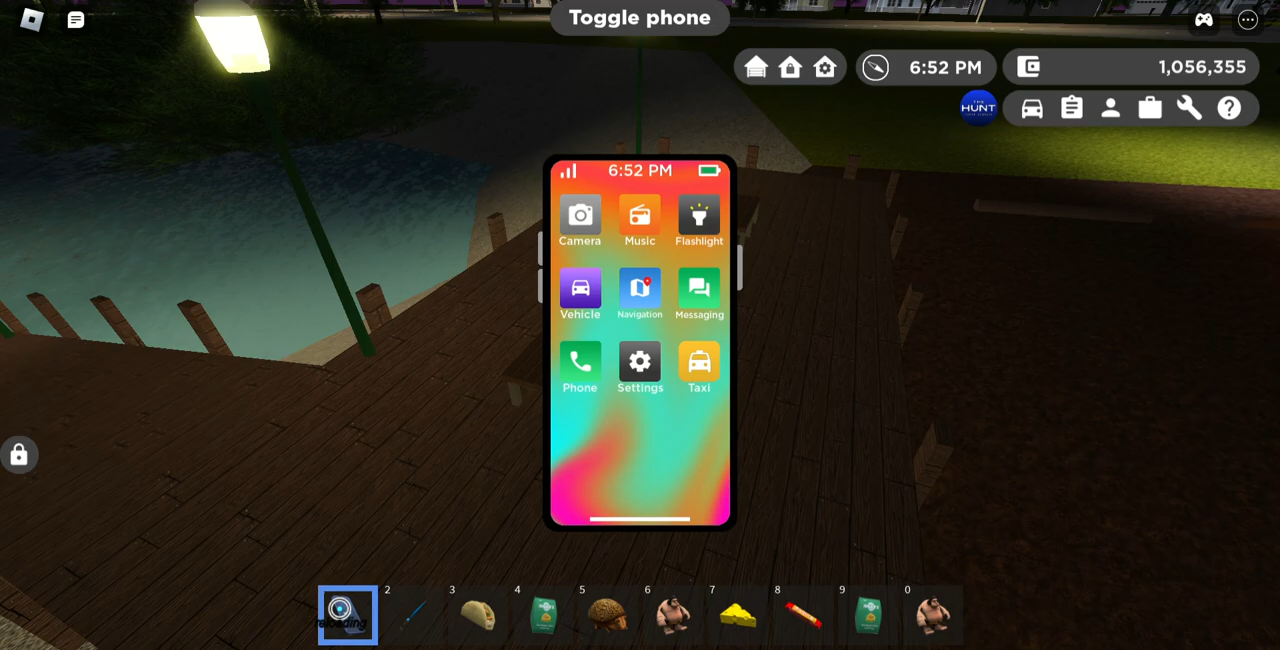 Toggle phone
6:52 PM
1,056,355
THE
HUNT
6:52 PM
Camera
Music
Flashlight
Vehicle
Navigation
Messaging
Phone
Settings
Taxi
2
3
4
5
6
7
8
9
0
reloading